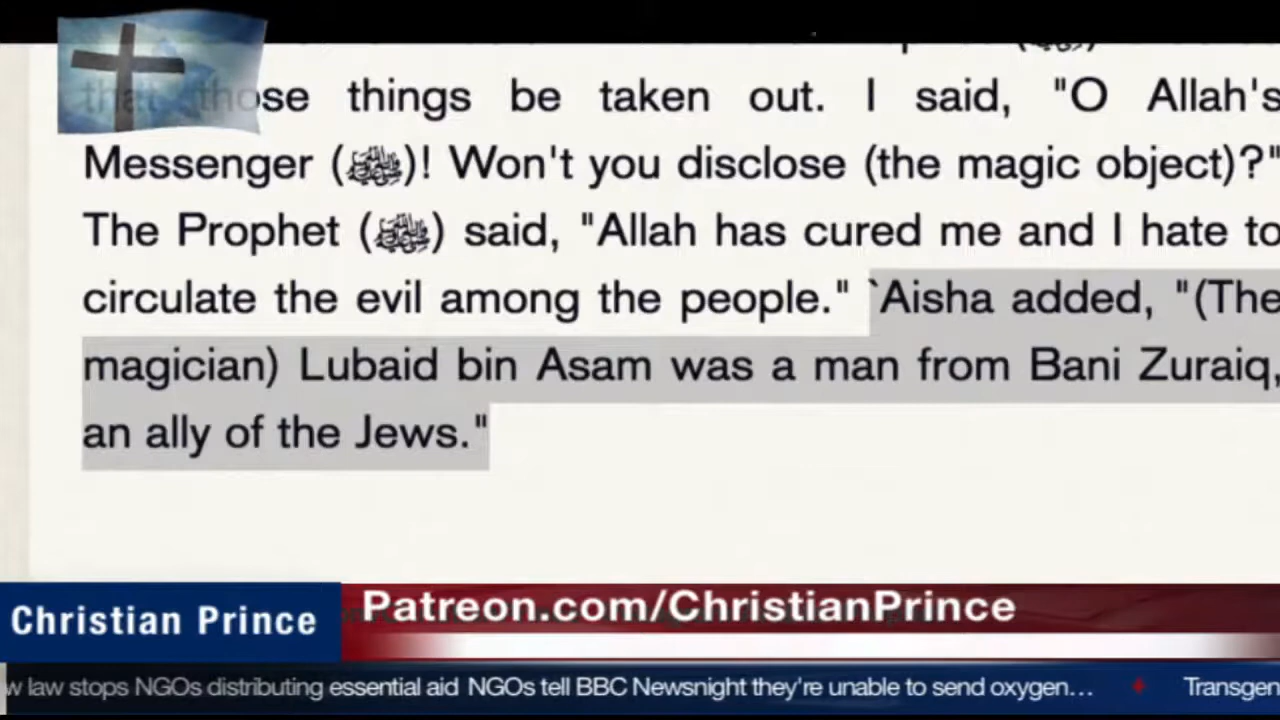 those things be taken out. I said, "O Allah's
Messenger (ﷺ)! Won't you disclose (the magic object)?"
The Prophet (ﷺ) said, "Allah has cured me and I hate to
circulate the evil among the people." `Aisha added, "(The
magician) Lubaid bin Asam was a man from Bani Zuraiq,
an ally of the Jews."
Christian Prince
Patreon.com/ChristianPrince
w law stops NGOs distributing essential aid NGOs tell BBC Newsnight they're unable to send oxygen… Transgen